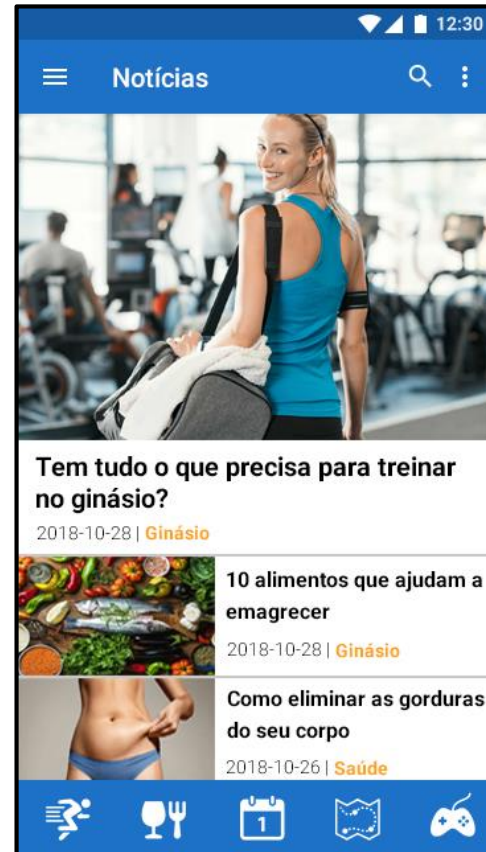 12:30
Notícias
Tem tudo o que precisa para treinar
no ginásio?
2018-10-28 | Ginásio
10 alimentos que ajudam a
emagrecer
2018-10-28 | Ginásio
Como eliminar as gorduras
do seu corpo
2018-10-26 | Saúde
1